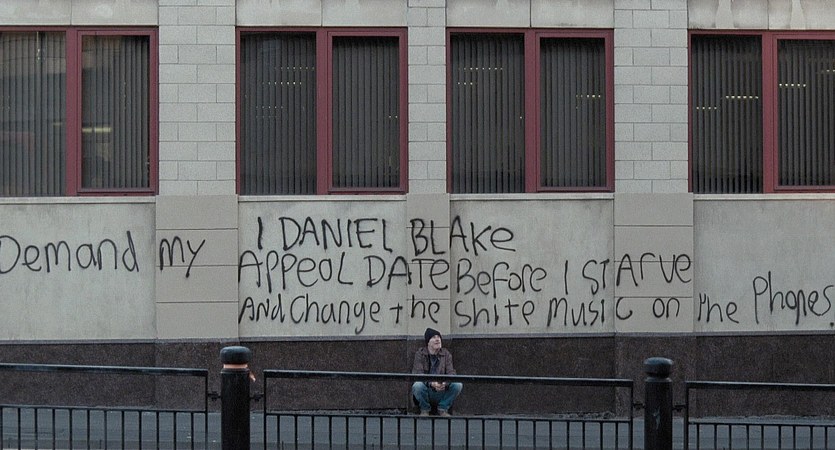 I DANIEL BLAKe
Demand my APPEOL DATE Before I STArve
And Change the Shite Music on the Phones